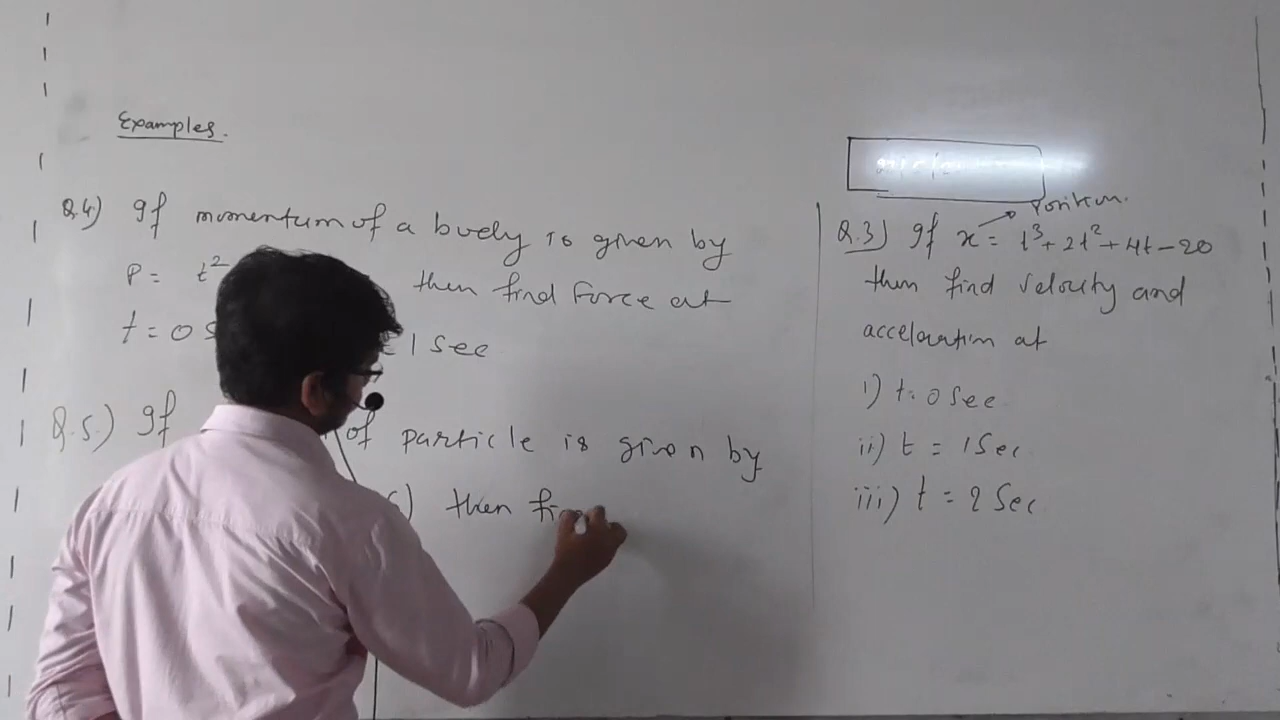 Examples.
Q.4) If momentum of a body is given by
P = t² then find force at
t = 0 = 1 Sec
Q.5.) If of particle is given by
) then fin
Position.
Q.3) If x = t³ + 2t² + 4t - 20
then find velocity and
acceleration at
i) t = 0 Sec
ii) t = 1 Sec
iii) t = 2 Sec